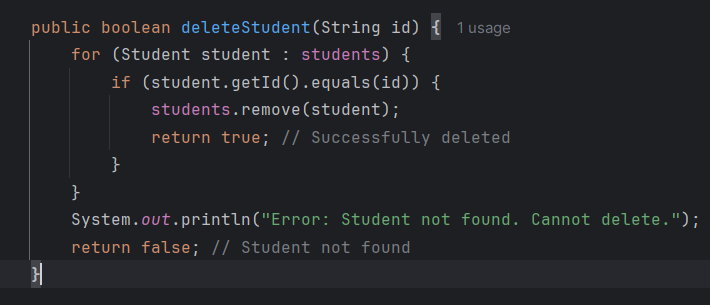 public boolean deleteStudent(String id) { 1 usage
for (Student student : students) {
if (student.getId().equals(id)) {
students.remove(student);
return true; // Successfully deleted
}
}
System.out.println("Error: Student not found. Cannot delete.");
return false; // Student not found
}